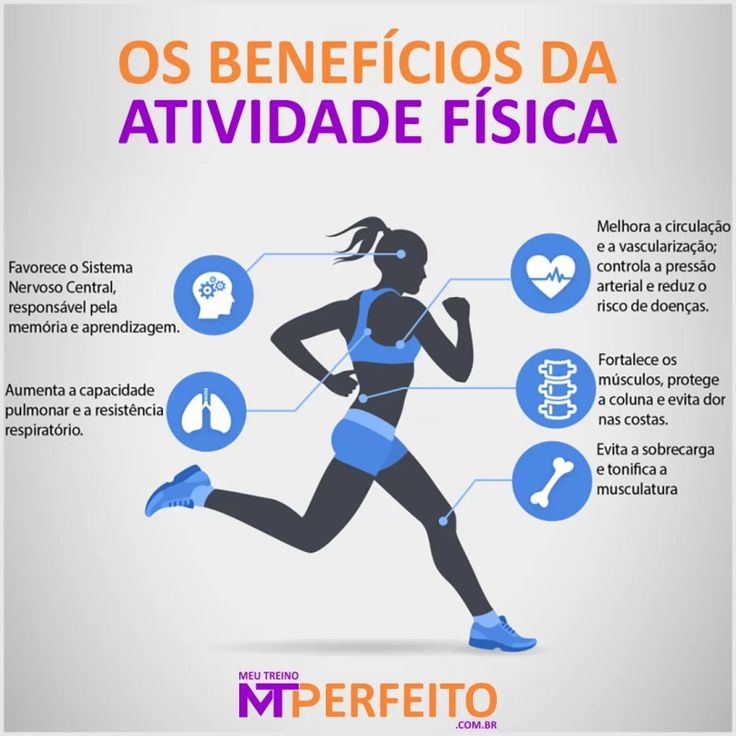 OS BENEFÍCIOS DA
ATIVIDADE FÍSICA
Favorece o Sistema
Nervoso Central,
responsável pela
memória e aprendizagem.
Aumenta a capacidade
pulmonar e a resistência
respiratório.
Melhora a circulação
e a vascularização;
controla a pressão
arterial e reduz o
risco de doenças.
Fortalece os
músculos, protege
a coluna e evita dor
nas costas.
Evita a sobrecarga
e tonifica a
musculatura
MEU TREINO
MTPERFEITO
.COM.BR